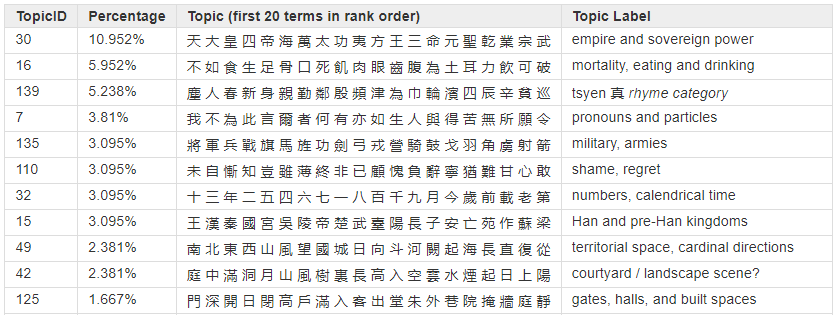 TopicID Percentage Topic (first 20 terms in rank order) Topic Label
30 10.952% 天 大 皇 四 帝 海 萬 太 功 夷 方 王 三 命 元 聖 乾 業 宗 武 empire and sovereign power
16 5.952% 不 如 食 生 足 骨 口 死 飢 肉 眼 齒 腹 為 土 耳 力 飲 可 破 mortality, eating and drinking
139 5.238% 塵 人 春 新 身 親 勤 鄰 殷 頻 津 為 巾 輪 濱 四 辰 辛 貧 巡 tsyen 真 rhyme category
7 3.81% 我 不 為 此 言 爾 者 何 有 亦 如 生 人 與 得 苦 無 所 願 令 pronouns and particles
135 3.095% 將 軍 兵 戰 旗 馬 旌 功 劍 弓 戎 營 騎 鼓 戈 羽 角 虜 射 箭 military, armies
110 3.095% 未 自 慚 知 豈 雖 薄 終 非 已 顧 愧 負 辭 寧 猶 難 甘 心 敢 shame, regret
32 3.095% 十 三 年 二 五 四 六 七 一 八 百 千 九 月 今 歲 前 載 老 第 numbers, calendrical time
15 3.095% 王 漢 秦 國 宮 吳 陵 帝 楚 武 臺 陽 長 子 安 亡 苑 作 蘇 梁 Han and pre-Han kingdoms
49 2.381% 南 北 東 西 山 風 望 國 城 日 向 斗 河 闕 起 海 長 直 復 從 territorial space, cardinal directions
42 2.381% 庭 中 滿 洞 月 山 風 樹 裏 長 高 入 空 雲 水 煙 起 日 上 陽 courtyard / landscape scene?
125 1.667% 門 深 開 日 閉 高 戶 滿 入 客 出 堂 朱 外 巷 院 掩 牆 庭 靜 gates, halls, and built spaces